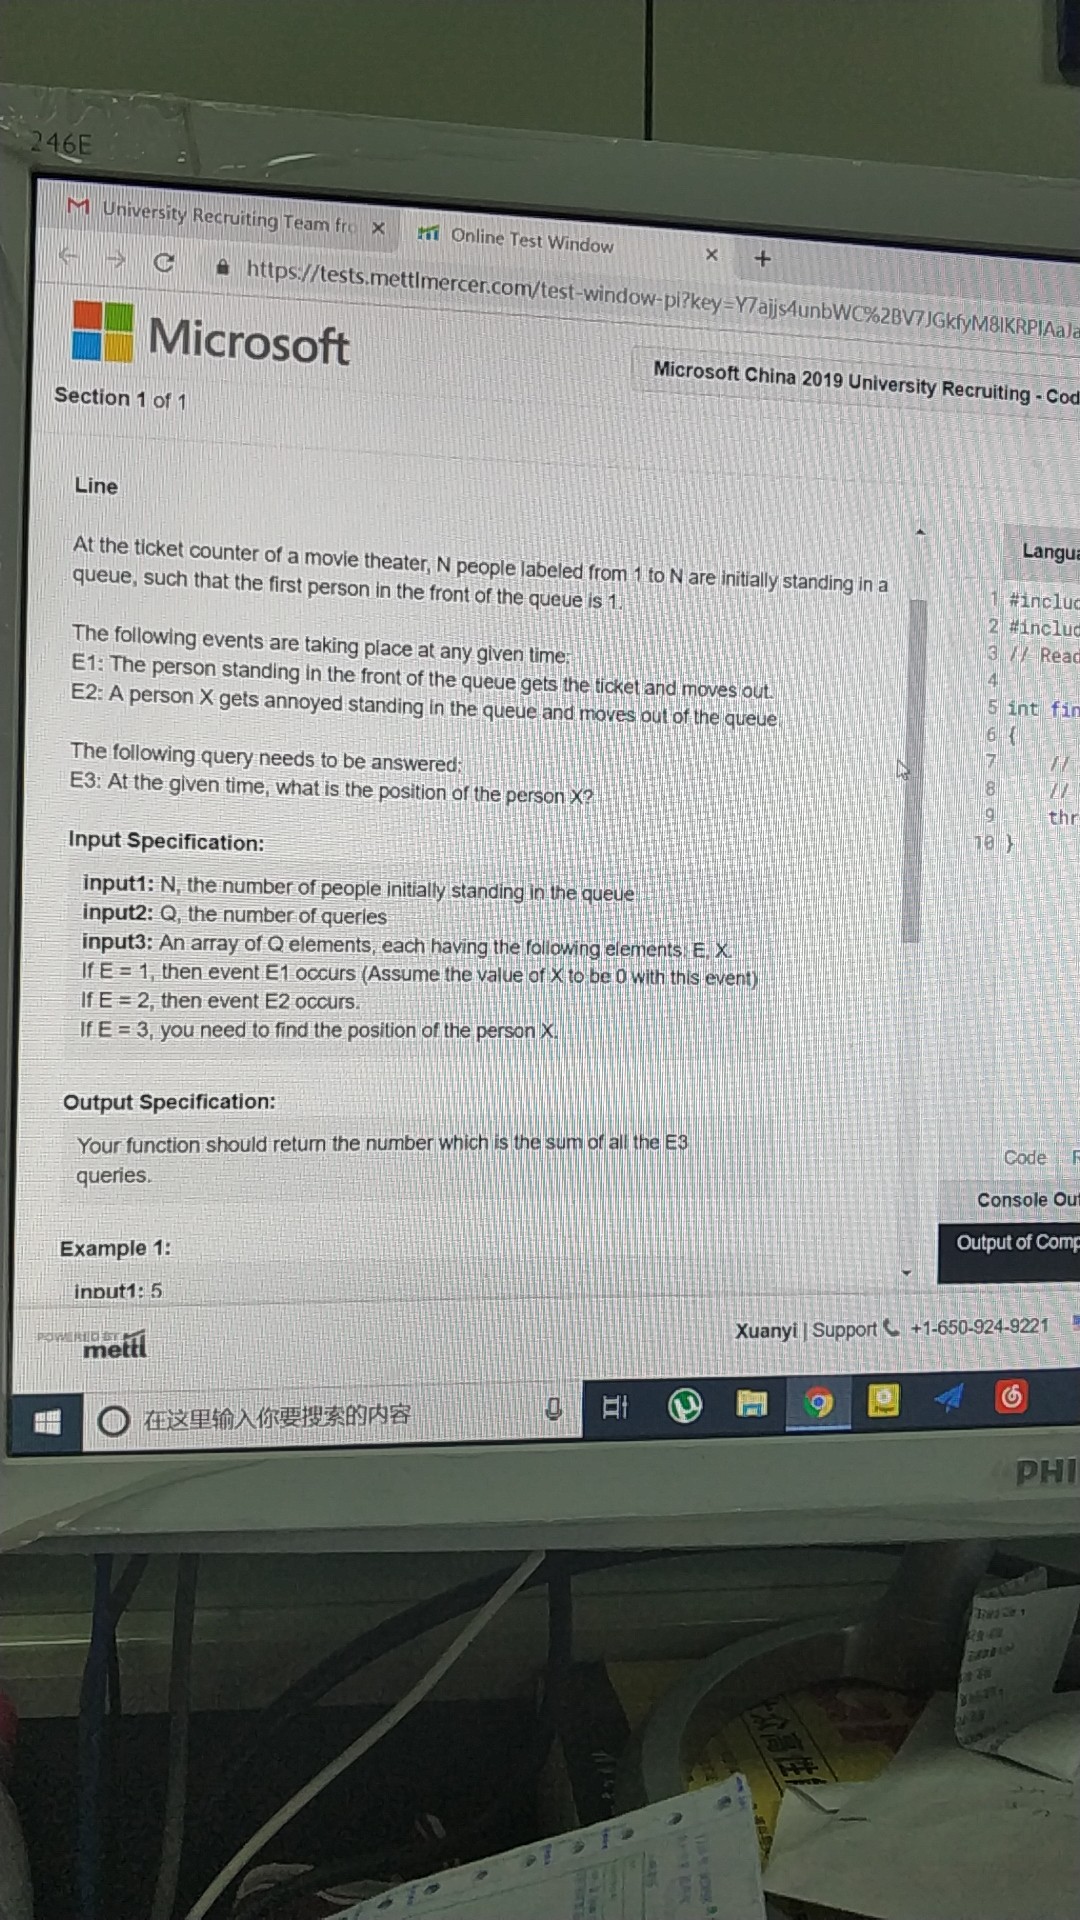 246E
University Recruiting Team fro
Online Test Window
https://tests.mettlmercer.com/test-window-pi?key=Y7ajjs4unbWC%2BV7JGkfyM8IKRPIAaJa
Microsoft
Microsoft China 2019 University Recruiting - Cod
Section 1 of 1
Line
At the ticket counter of a movie theater, N people labeled from 1 to N are initially standing in a
queue, such that the first person in the front of the queue is 1.
The following events are taking place at any given time:
E1: The person standing in the front of the queue gets the ticket and moves out.
E2: A person X gets annoyed standing in the queue and moves out of the queue.
The following query needs to be answered:
E3: At the given time, what is the position of the person X?
Input Specification:
input1: N, the number of people initially standing in the queue
input2: Q, the number of queries
input3: An array of Q elements, each having the following elements: E, X.
If E = 1, then event E1 occurs (Assume the value of X to be 0 with this event)
If E = 2, then event E2 occurs.
If E = 3, you need to find the position of the person X.
Output Specification:
Your function should return the number which is the sum of all the E3
queries.
Example 1:
input1: 5
Langua
1 #includ
2 #includ
3 // Read
4
5 int fin
6 {
7 //
8 //
9 thr
10 }
Code
Console Out
Output of Comp
POWERED BY
mettl
Xuanyi | Support +1-650-924-9221
在这里输入你要搜索的内容
PHI